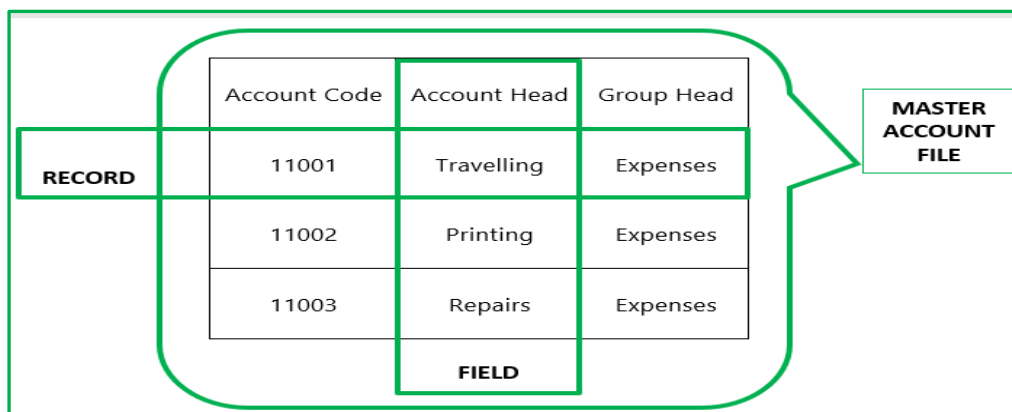 Account Code Account Head Group Head
MASTER
ACCOUNT
FILE
RECORD 11001 Travelling Expenses
11002 Printing Expenses
11003 Repairs Expenses
FIELD